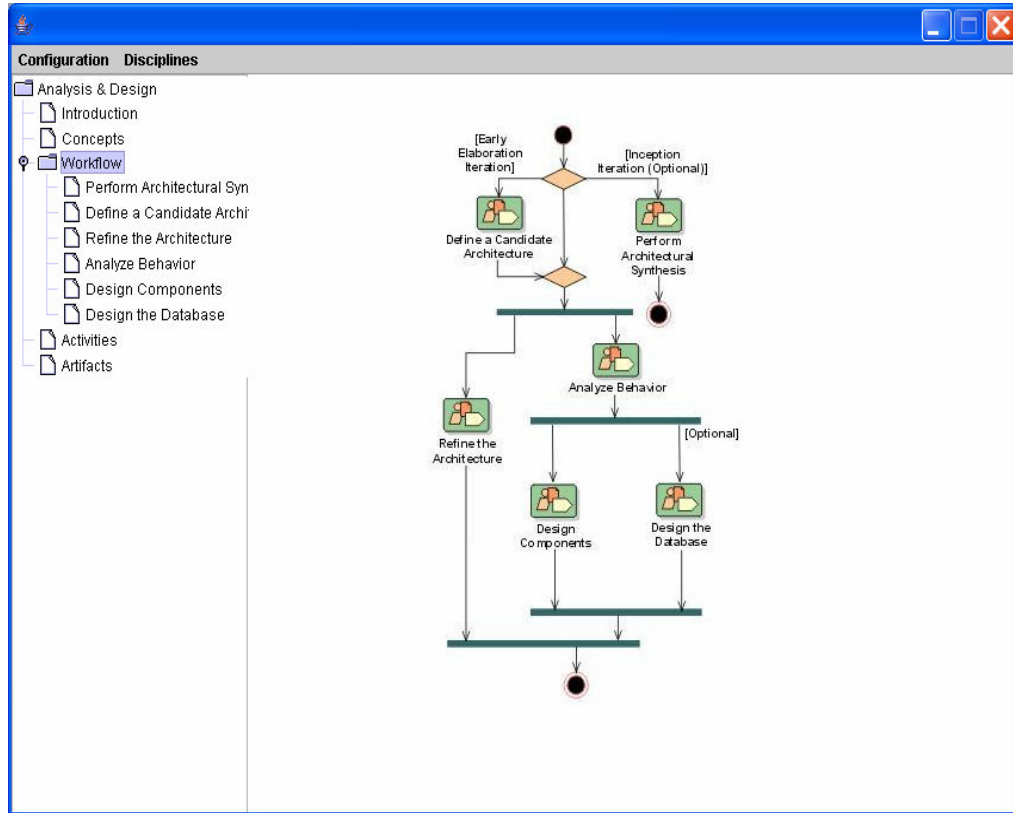 Configuration Disciplines
Analysis & Design
Introduction
Concepts
Workflow
Perform Architectural Syn
Define a Candidate Archi
Refine the Architecture
Analyze Behavior
Design Components
Design the Database
Activities
Artifacts
[Early
Elaboration
Iteration]
[Inception
Iteration (Optional)]
Define a Candidate
Architecture
Perform
Architectural
Synthesis
Analyze Behavior
Refine the
Architecture
[Optional]
Design
Components
Design the
Database